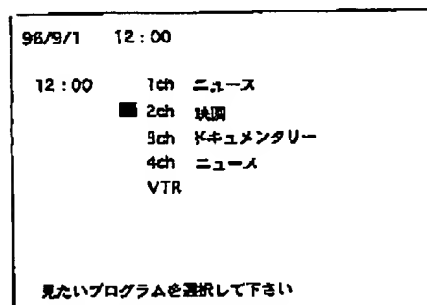 96/9/1 12:00
12:00 1ch ニュース
2ch 映画
3ch ドキュメンタリー
4ch ニュース
VTR
見たいプログラムを選択して下さい